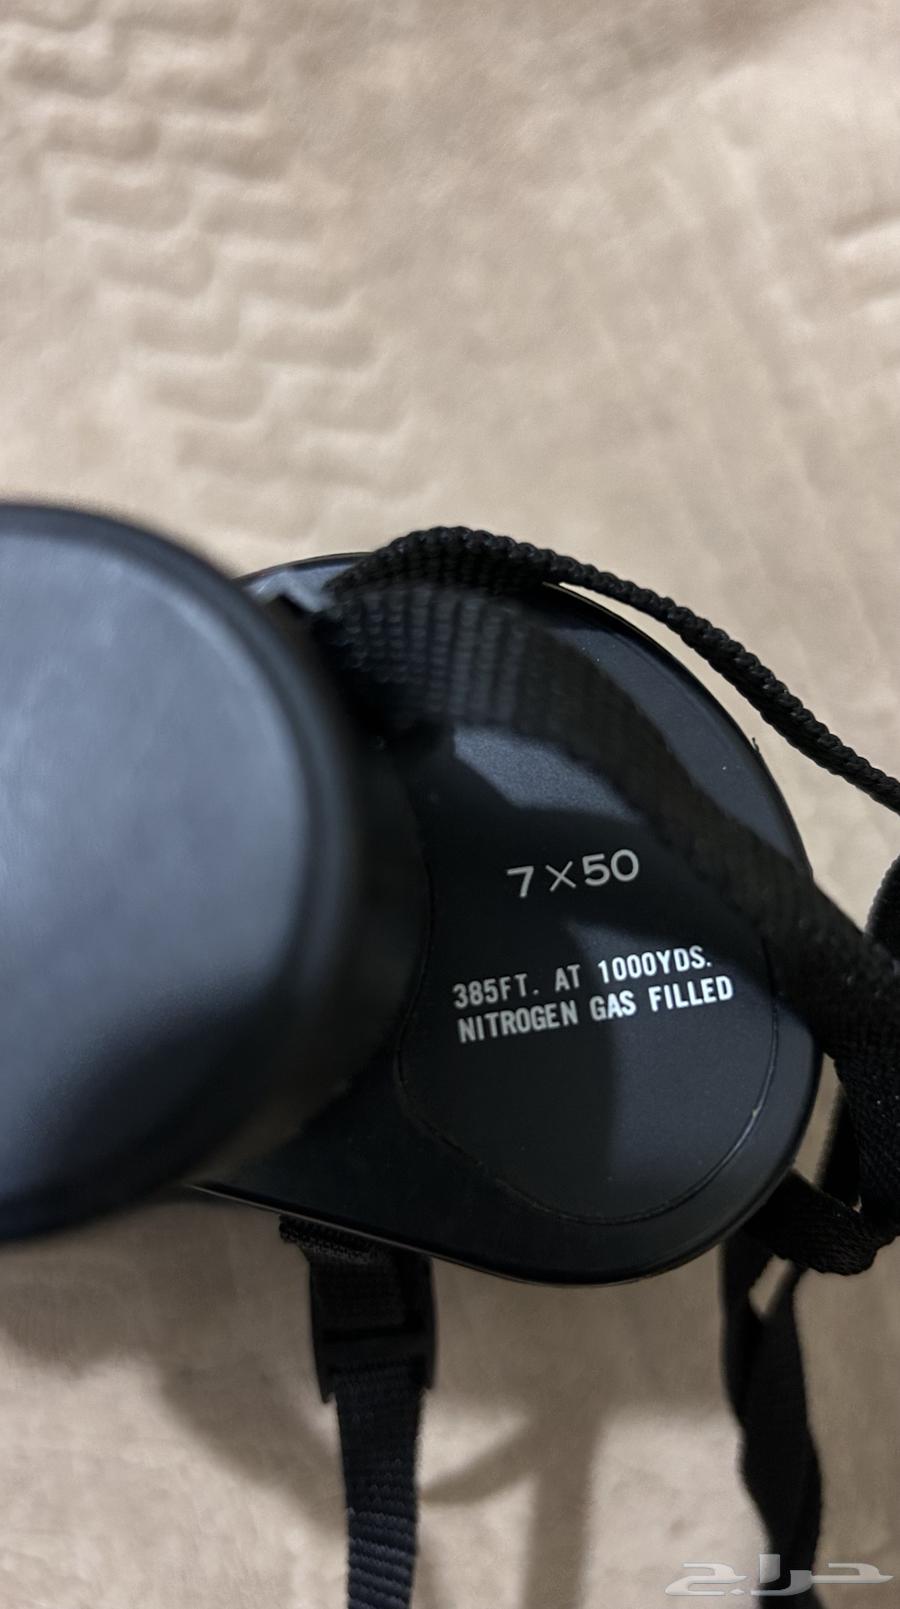 7×50
385FT. AT 1000YDS.
NITROGEN GAS FILLED
حراج